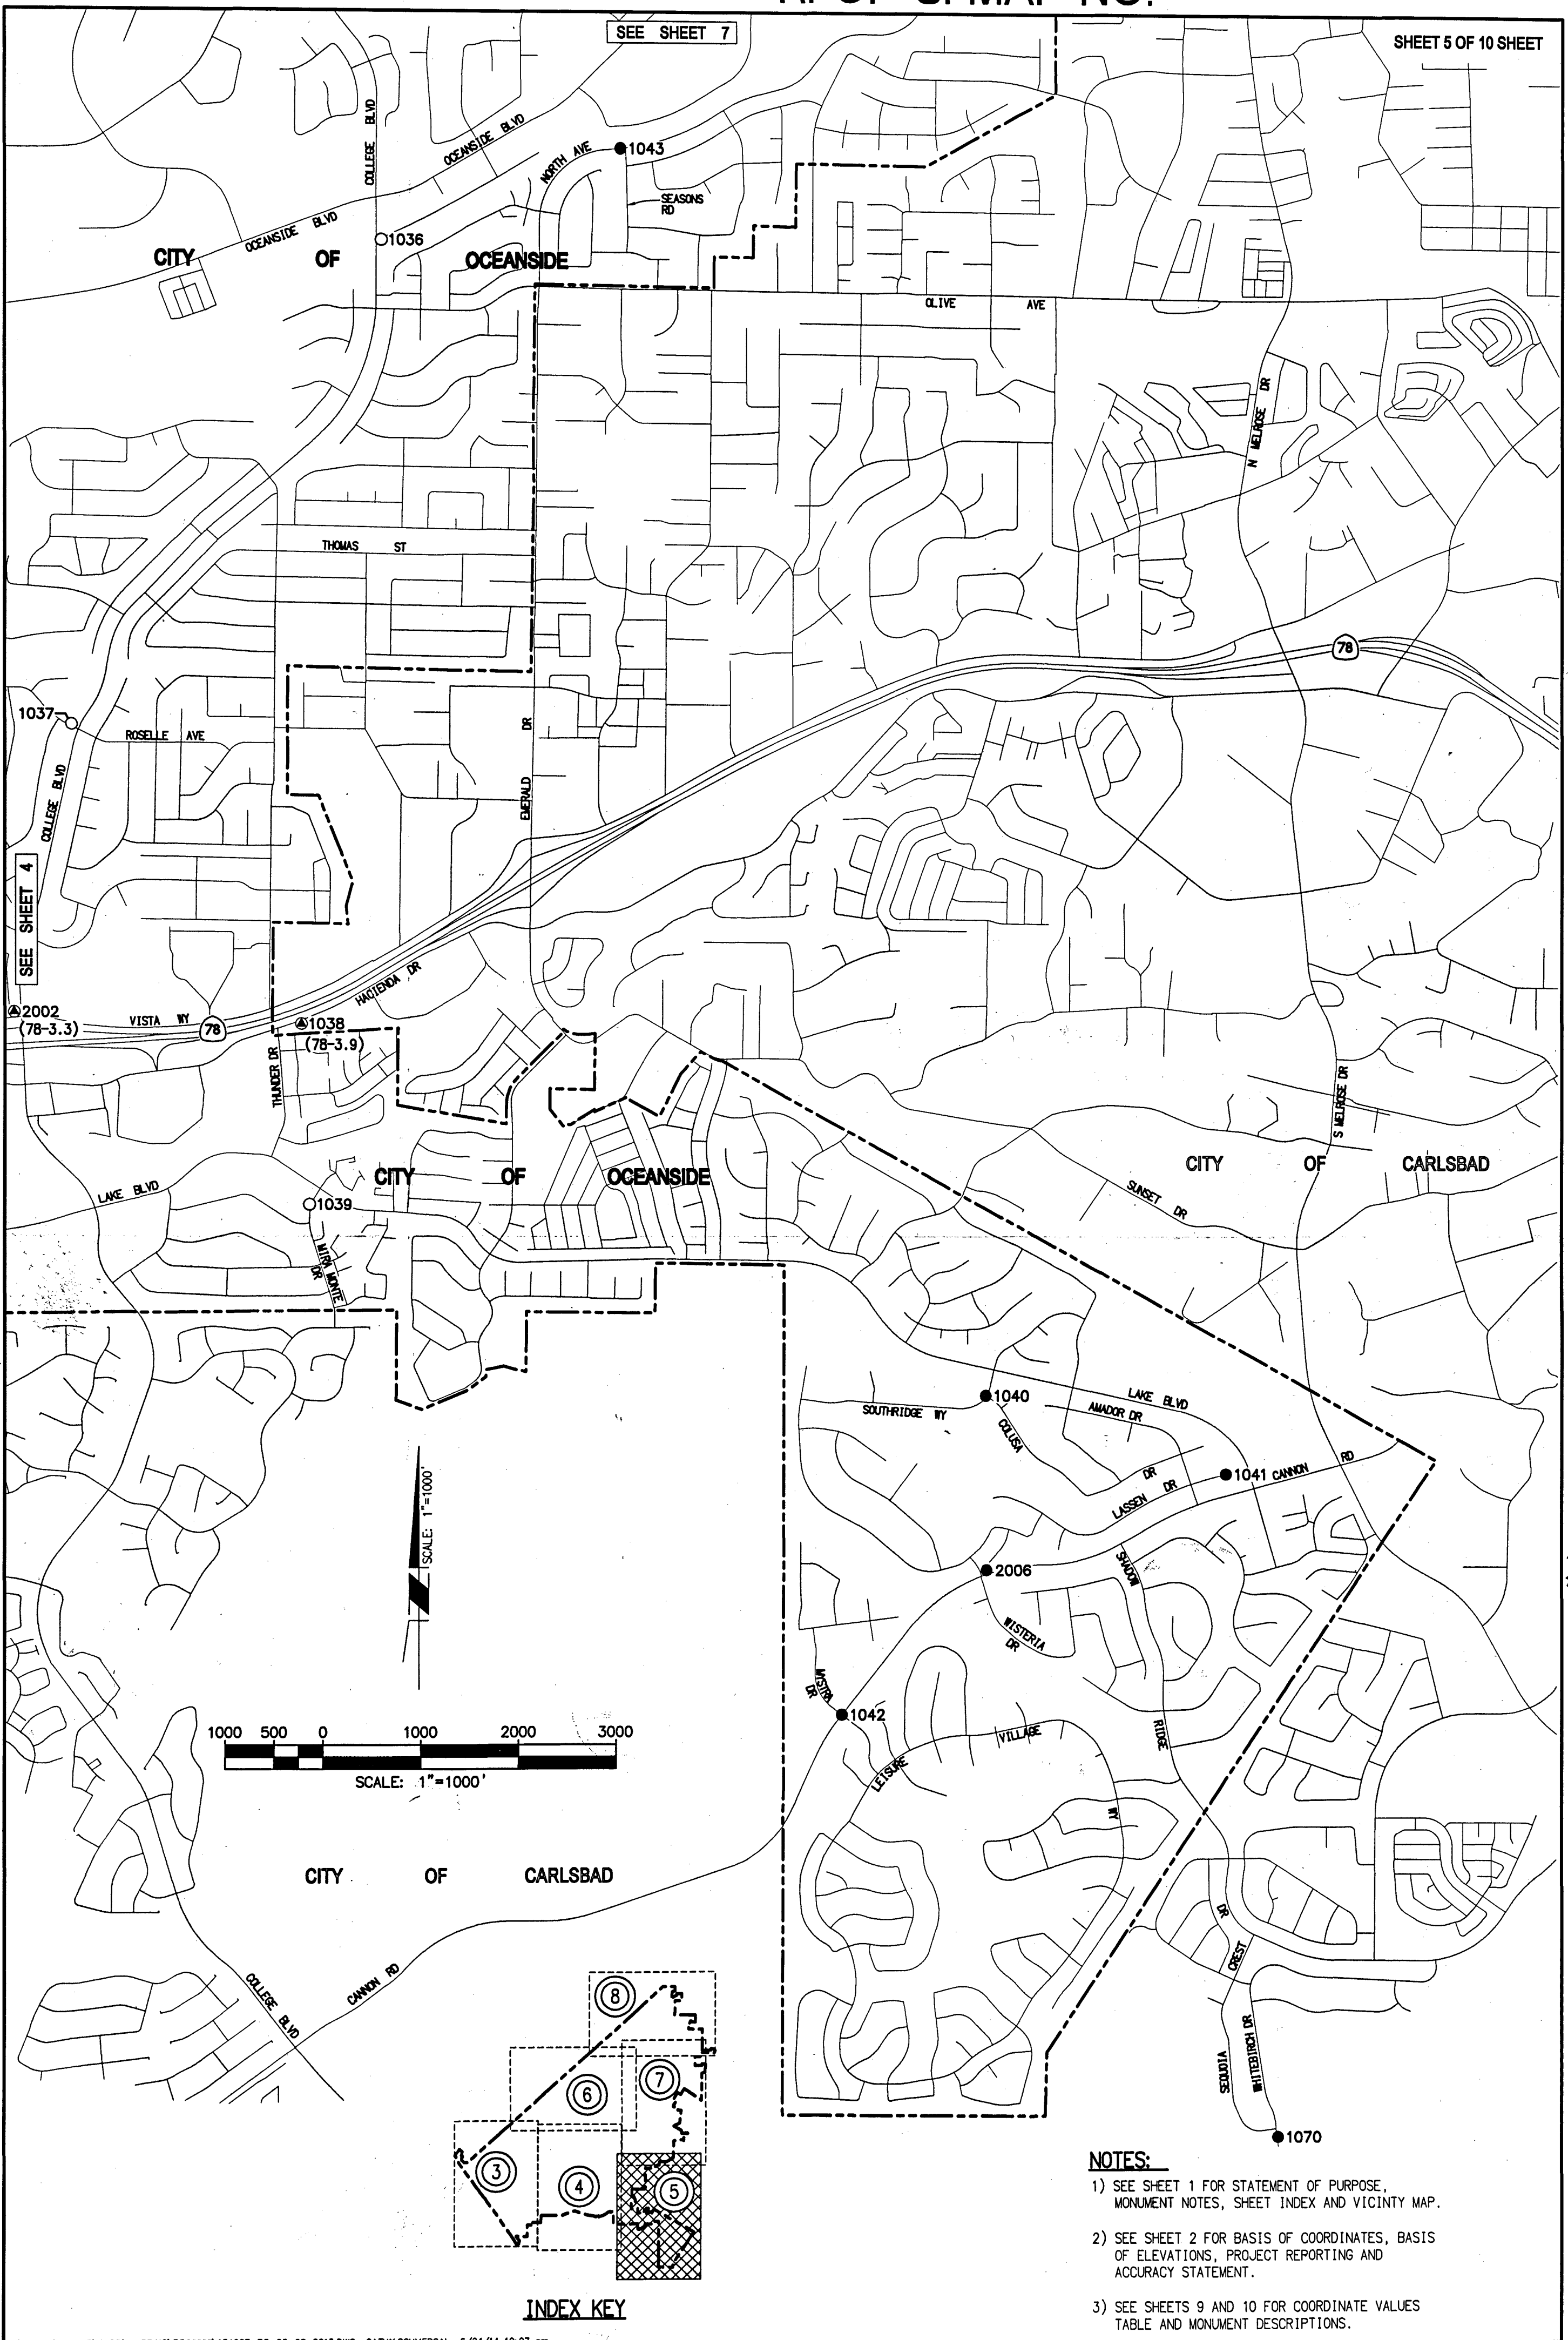 SEE SHEET 7
SHEET 5 OF 10 SHEET
COLLEGE BLVD
OCEANSIDE BLVD
NORTH AVE
1043
SEASONS
RD
OCEANSIDE BLVD
1036
CITY OF OCEANSIDE
OLIVE AVE
N MELROSE DR
THOMAS ST
78
1037
ROSELLE AVE
COLLEGE BLVD
EMERALD DR
SEE SHEET 4
HACIENDA DR
2002
(78-3.3)
VISTA WY
78
1038
(78-3.9)
THUNDER DR
S MELROSE DR
CITY OF OCEANSIDE
CITY OF CARLSBAD
LAKE BLVD
1039
SUNSET DR
MIRA MONTE
DR
1040
LAKE BLVD
SOUTHRIDGE WY
AMADOR DR
COLUSA DR
1041
CANNON RD
LASSEN DR
SCALE: 1"=1000'
2006
SHADOW RIDGE DR
WISTERIA
DR
MYSTRA
DR
1042
LEISURE VILLAGE WY
1000 500 0 1000 2000 3000
SCALE: 1"=1000'
CITY OF CARLSBAD
CREST
COLLEGE BLVD
CANNON RD
SEQUOIA
WHITEBIRCH DR
8
7
6
3
4
5
INDEX KEY
1070
NOTES:
1) SEE SHEET 1 FOR STATEMENT OF PURPOSE,
MONUMENT NOTES, SHEET INDEX AND VICINTY MAP.
2) SEE SHEET 2 FOR BASIS OF COORDINATES, BASIS
OF ELEVATIONS, PROJECT REPORTING AND
ACCURACY STATEMENT.
3) SEE SHEETS 9 AND 10 FOR COORDINATE VALUES
TABLE AND MONUMENT DESCRIPTIONS.